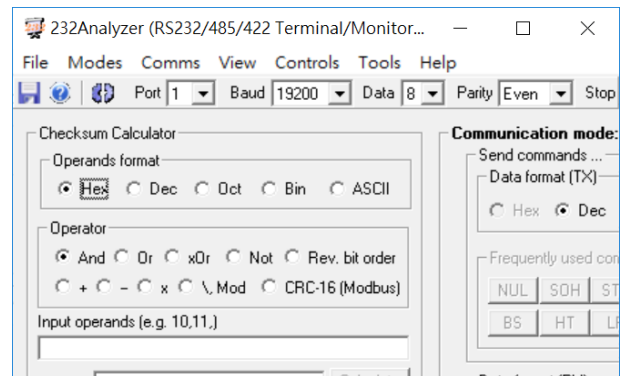 232Analyzer (RS232/485/422 Terminal/Monitor...
File Modes Comms View Controls Tools Help
Port 1 Baud 19200 Data 8 Parity Even Stop
Checksum Calculator
Operands format
Hex Dec Oct Bin ASCII
Operator
And Or xOr Not Rev. bit order
+ - x \, Mod CRC-16 (Modbus)
Input operands (e.g. 10,11,)
Communication mode:
Send commands ...
Data format (TX)
Hex Dec
Frequently used con
NUL SOH ST
BS HT LF